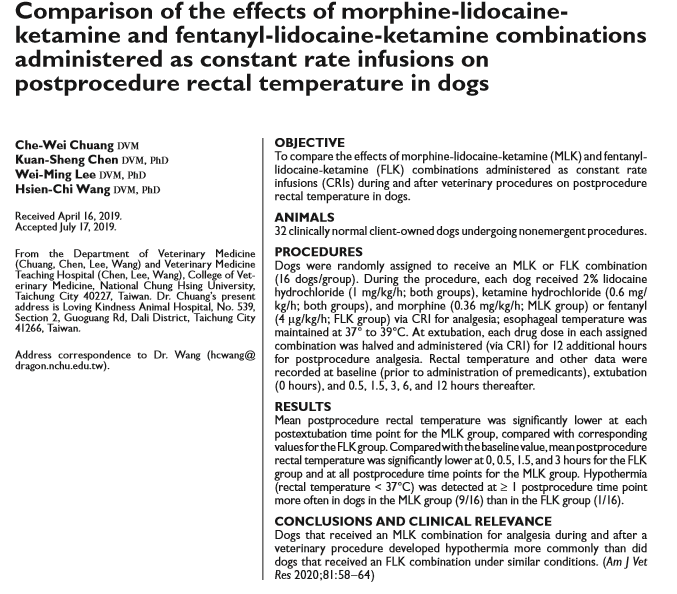 Comparison of the effects of morphine-lidocaine-
ketamine and fentanyl-lidocaine-ketamine combinations
administered as constant rate infusions on
postprocedure rectal temperature in dogs
Che-Wei Chuang DVM
Kuan-Sheng Chen DVM, PhD
Wei-Ming Lee DVM, PhD
Hsien-Chi Wang DVM, PhD
Received April 16, 2019.
Accepted July 17, 2019.
From the Department of Veterinary Medicine
(Chuang, Chen, Lee, Wang) and Veterinary Medicine
Teaching Hospital (Chen, Lee, Wang), College of Vet-
erinary Medicine, National Chung Hsing University,
Taichung City 40227, Taiwan. Dr. Chuang's present
address is Loving Kindness Animal Hospital, No. 539,
Section 2, Guoguang Rd, Dali District, Taichung City
41266, Taiwan.
Address correspondence to Dr. Wang (hcwang@
dragon.nchu.edu.tw).
OBJECTIVE
To compare the effects of morphine-lidocaine-ketamine (MLK) and fentanyl-
lidocaine-ketamine (FLK) combinations administered as constant rate
infusions (CRIs) during and after veterinary procedures on postprocedure
rectal temperature in dogs.
ANIMALS
32 clinically normal client-owned dogs undergoing nonemergent procedures.
PROCEDURES
Dogs were randomly assigned to receive an MLK or FLK combination
(16 dogs/group). During the procedure, each dog received 2% lidocaine
hydrochloride (1 mg/kg/h; both groups), ketamine hydrochloride (0.6 mg/
kg/h; both groups), and morphine (0.36 mg/kg/h; MLK group) or fentanyl
(4 µg/kg/h; FLK group) via CRI for analgesia; esophageal temperature was
maintained at 37° to 39°C. At extubation, each drug dose in each assigned
combination was halved and administered (via CRI) for 12 additional hours
for postprocedure analgesia. Rectal temperature and other data were
recorded at baseline (prior to administration of premedicants), extubation
(0 hours), and 0.5, 1.5, 3, 6, and 12 hours thereafter.
RESULTS
Mean postprocedure rectal temperature was significantly lower at each
postextubation time point for the MLK group, compared with corresponding
values for the FLK group. Compared with the baseline value, mean postprocedure
rectal temperature was significantly lower at 0, 0.5, 1.5, and 3 hours for the FLK
group and at all postprocedure time points for the MLK group. Hypothermia
(rectal temperature < 37°C) was detected at ≥ 1 postprocedure time point
more often in dogs in the MLK group (9/16) than in the FLK group (1/16).
CONCLUSIONS AND CLINICAL RELEVANCE
Dogs that received an MLK combination for analgesia during and after a
veterinary procedure developed hypothermia more commonly than did
dogs that received an FLK combination under similar conditions. (Am J Vet
Res 2020;81:58–64)